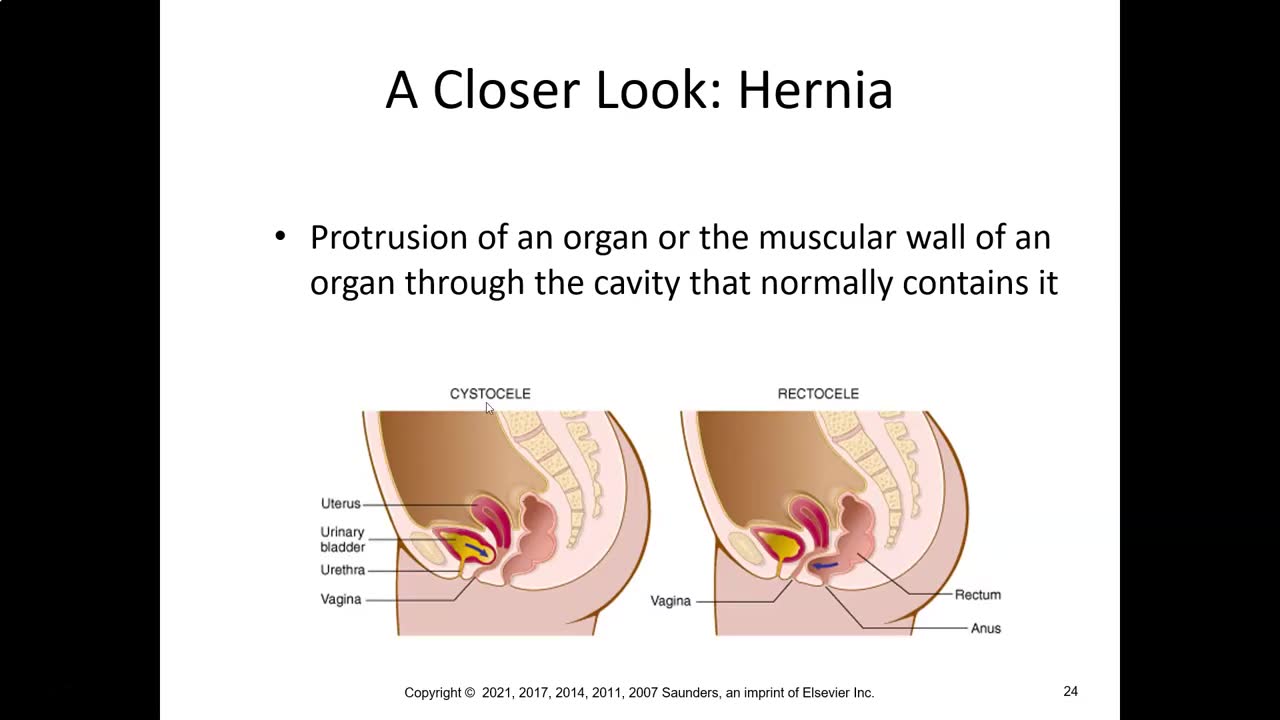 A Closer Look: Hernia
• Protrusion of an organ or the muscular wall of an
organ through the cavity that normally contains it
CYSTOCELE
Uterus
Urinary
bladder
Urethra
Vagina
RECTOCELE
Vagina
Rectum
Anus
Copyright © 2021, 2017, 2014, 2011, 2007 Saunders, an imprint of Elsevier Inc.
24